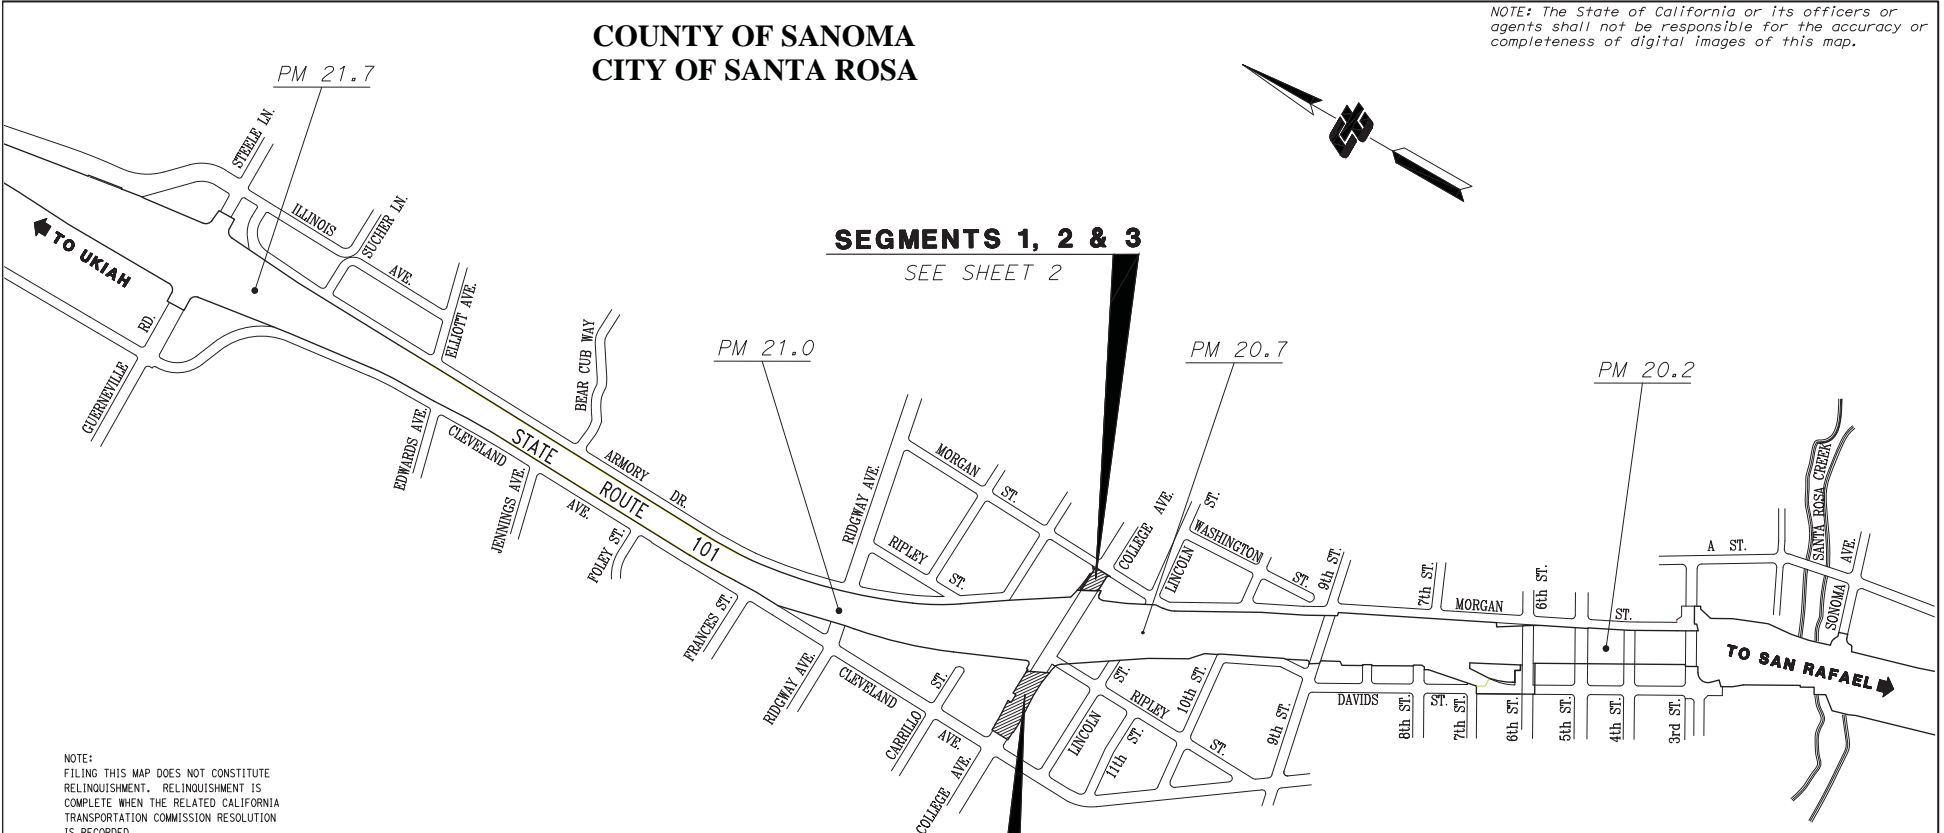 COUNTY OF SANOMA
CITY OF SANTA ROSA
NOTE: The State of California or its officers or
agents shall not be responsible for the accuracy or
completeness of digital images of this map.
PM 21.7
STEELE LN.
ILLINOIS
AVE.
SUCHER LN.
TO UKIAH
SEGMENTS 1, 2 & 3
SEE SHEET 2
ELLIOTT AVE.
BEAR CUB WAY
GUERNEVILLE
RD.
PM 21.0
PM 20.7
PM 20.2
EDWARDS AVE.
CLEVELAND
AVE.
STATE
ROUTE
101
ARMORY
DR.
JENNINGS AVE.
FOLEY ST.
FRANCES ST.
RIDGWAY AVE.
MORGAN
ST.
RIPLEY
ST.
COLLEGE AVE.
LINCOLN
ST.
WASHINGTON
ST.
9th ST.
7th ST.
MORGAN
ST.
6th ST.
A ST.
SANTA ROSA CREEK
SONOMA
AVE.
TO SAN RAFAEL
RIDGWAY AVE.
CLEVELAND
AVE.
CARRILLO
ST.
COLLEGE
AVE.
LINCOLN
ST.
RIPLEY
ST.
11th ST.
10th ST.
9th ST.
DAVIDS
ST.
8th ST.
7th ST.
6th ST.
5th ST.
4th ST.
3rd ST.
NOTE:
FILING THIS MAP DOES NOT CONSTITUTE
RELINQUISHMENT. RELINQUISHMENT IS
COMPLETE WHEN THE RELATED CALIFORNIA
TRANSPORTATION COMMISSION RESOLUTION
IS RECORDED